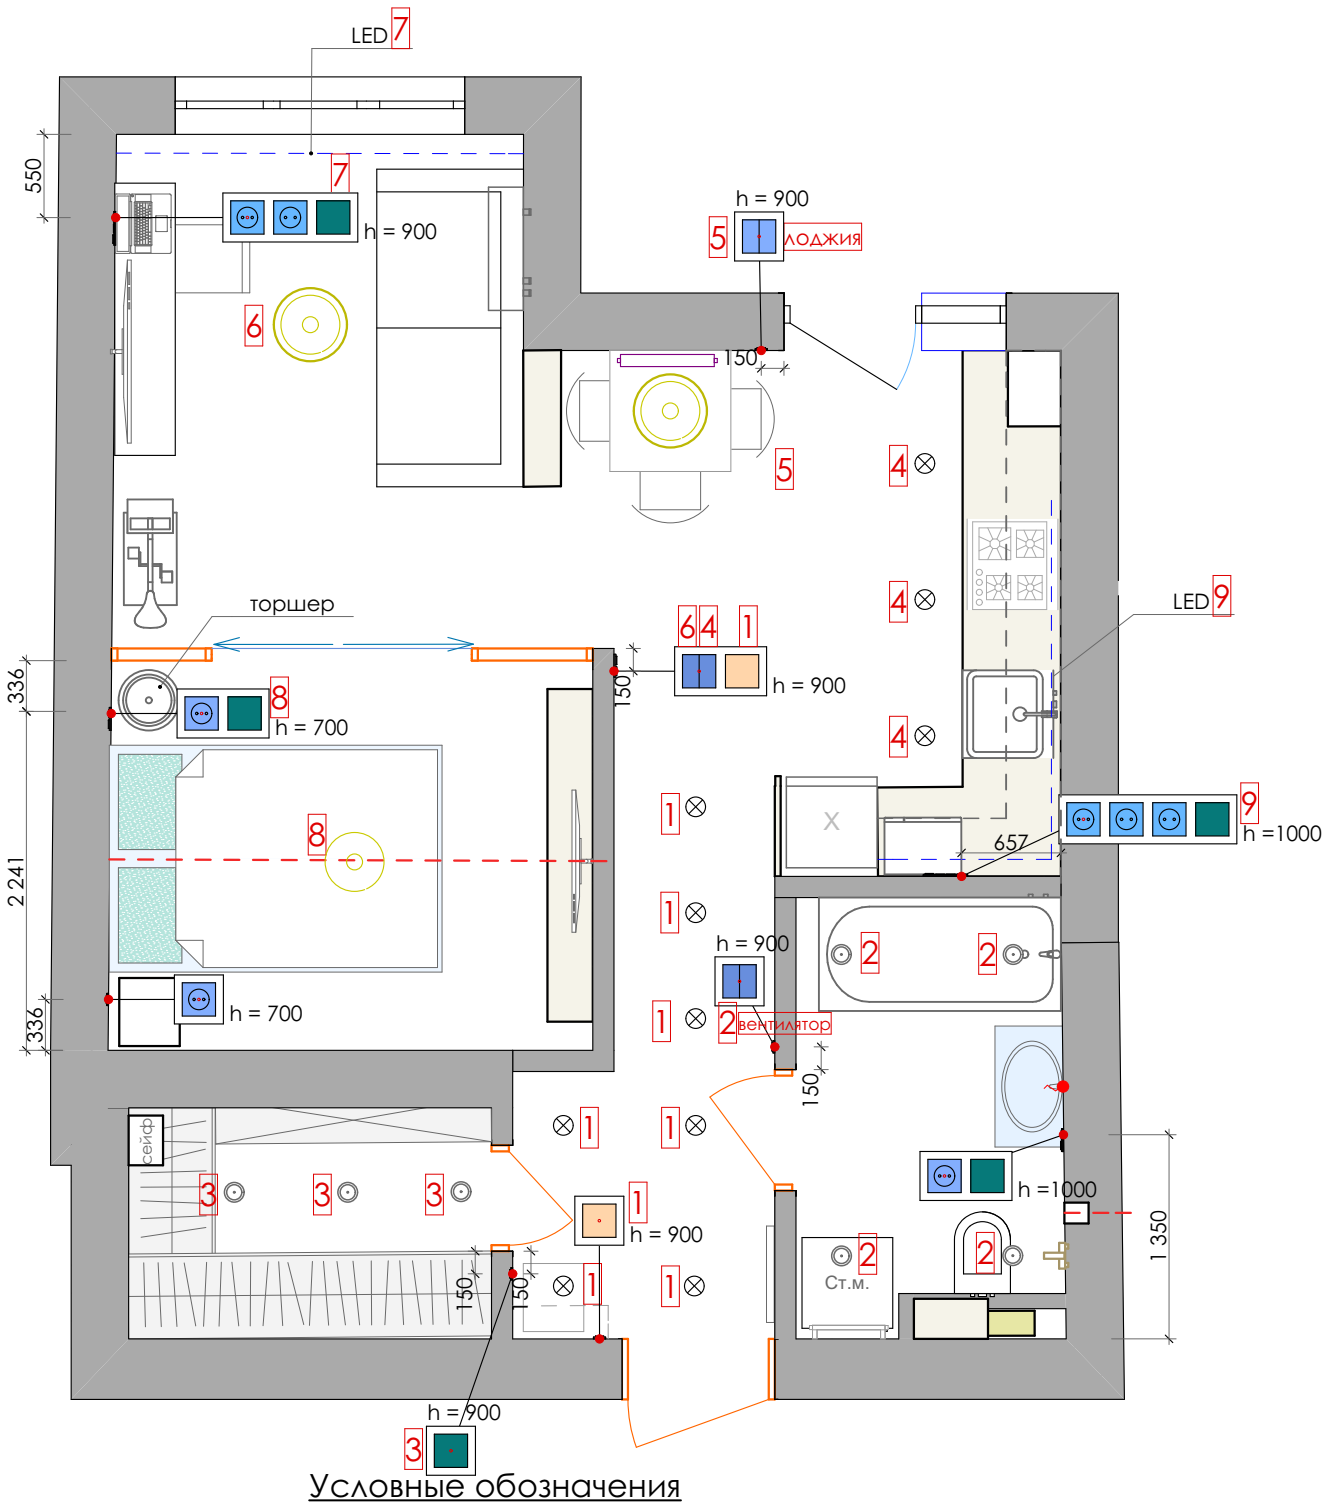 LED 7
550
7
h = 900
h = 900
5 лоджия
6
150
5
4
4
LED 9
торшер
6 4 1
h = 900
150
336
8
h = 700
4
9
h =1000
1
X
657
8
2 241
1
h = 900
2
2
1
2 вентилятор
h = 700
336
150
1
1
сейф
h =1000
3
3
3
1
h = 900
1 350
2
2
Ст.м.
150
150
1
1
h = 900
3
Условные обозначения